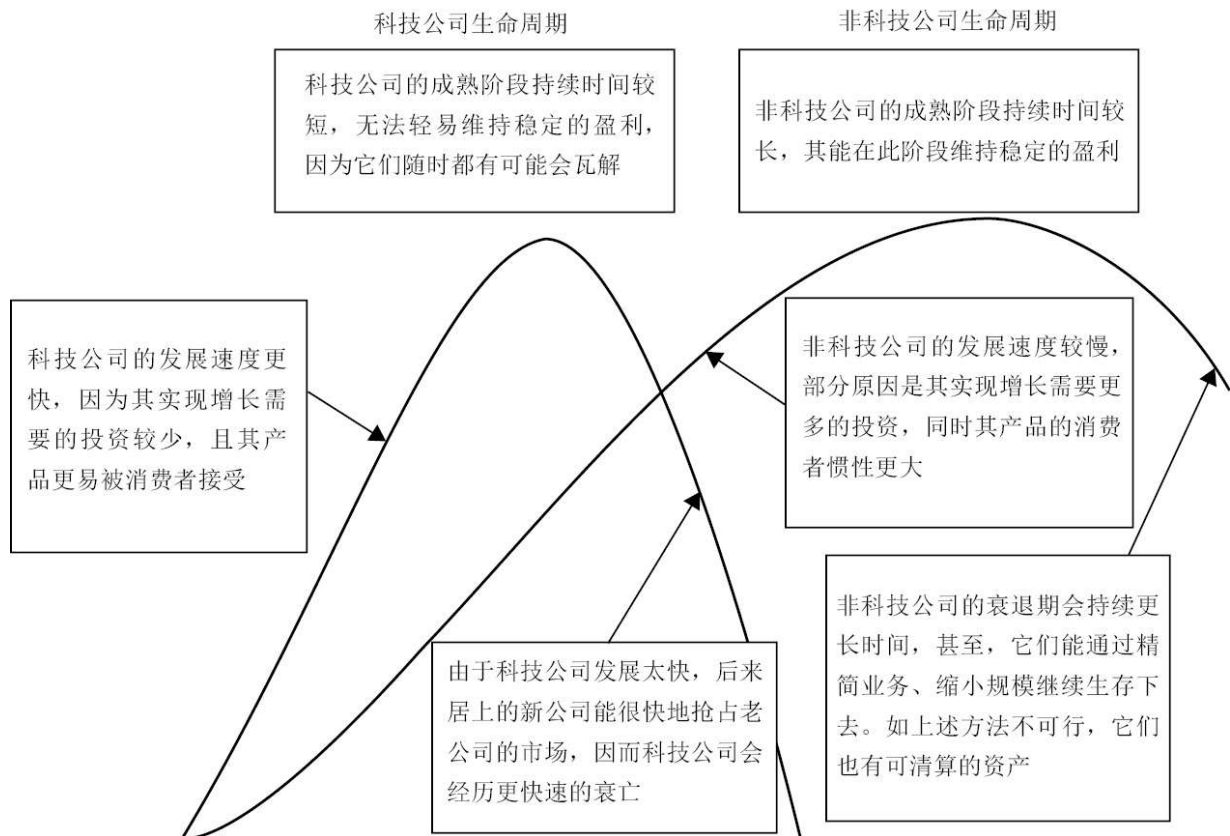 科技公司生命周期
非科技公司生命周期
科技公司的成熟阶段持续时间较
短，无法轻易维持稳定的盈利，
因为它们随时都有可能会瓦解
非科技公司的成熟阶段持续时间较
长，其能在此阶段维持稳定的盈利
科技公司的发展速度更
快，因为其实现增长需
要的投资较少，且其产
品更易被消费者接受
非科技公司的发展速度较慢，
部分原因是其实现增长需要更
多的投资，同时其产品的消费
者惯性更大
由于科技公司发展太快，后来
居上的新公司能很快地抢占老
公司的市场，因而科技公司会
经历更快速的衰亡
非科技公司的衰退期会持续更
长时间，甚至，它们能通过精
简业务、缩小规模继续生存下
去。如上述方法不可行，它们
也有可清算的资产